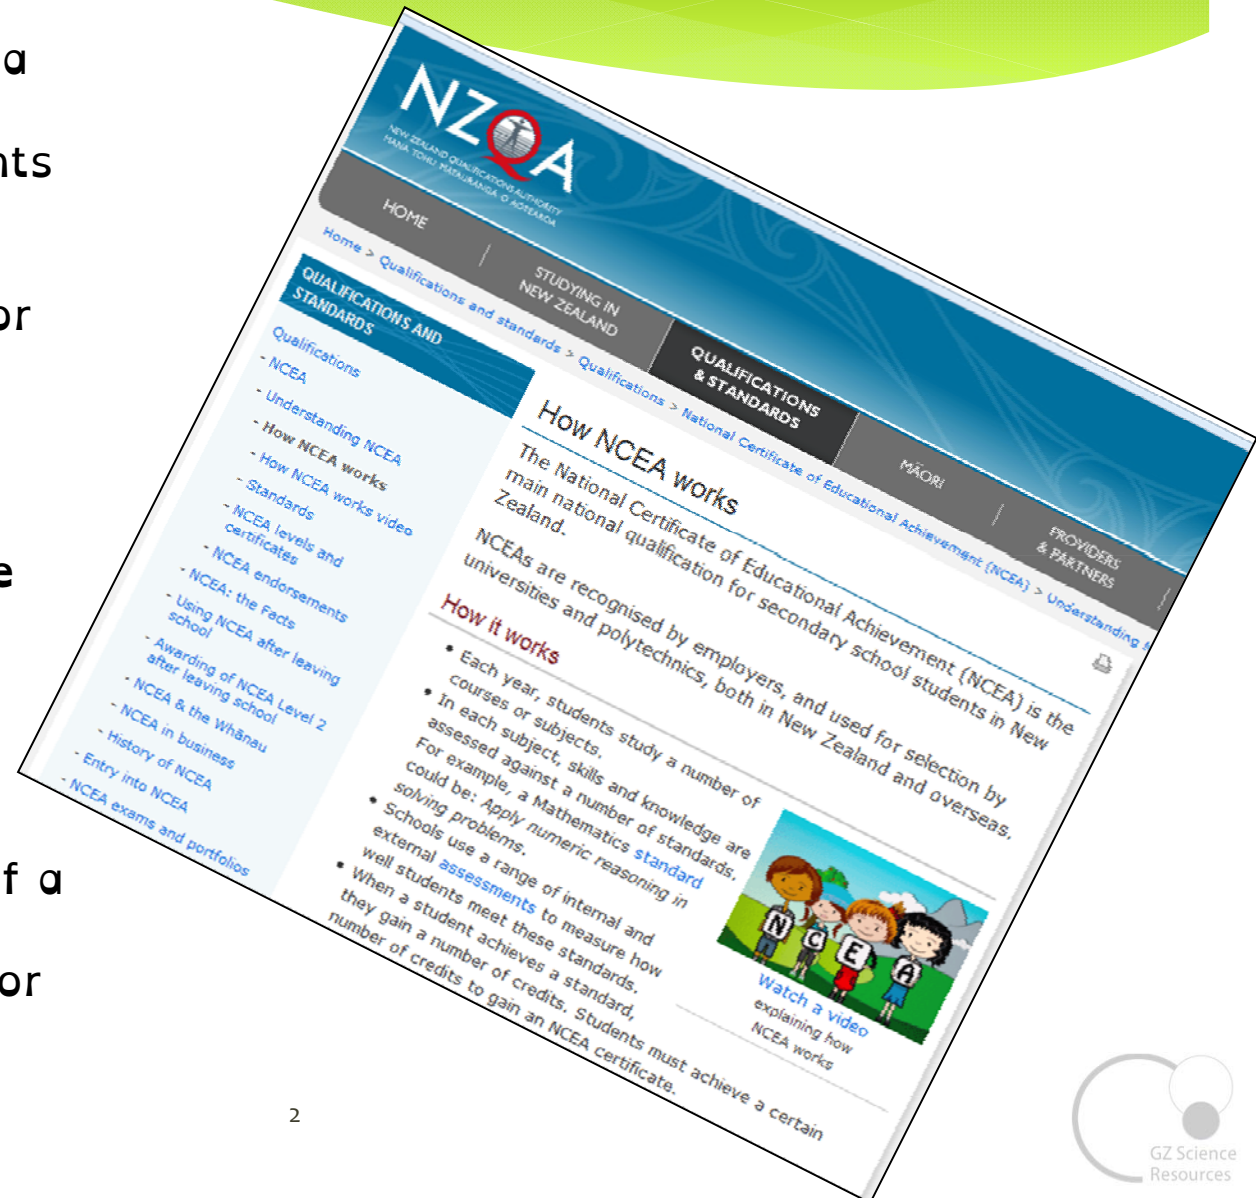 a
nts
or
e
f a
or
NZQA
NEW ZEALAND QUALIFICATIONS AUTHORITY
MANA TOHU MĀTAURANGA O AOTEAROA
HOME
STUDYING IN
NEW ZEALAND
QUALIFICATIONS
& STANDARDS
MĀORI
PROVIDERS
& PARTNERS
Home > Qualifications and standards > Qualifications > National Certificate of Educational Achievement (NCEA) > Understanding
QUALIFICATIONS AND
STANDARDS
Qualifications
- NCEA
- Understanding NCEA
- How NCEA works
- How NCEA works video
- Standards
- NCEA levels and
certificates
- NCEA endorsements
- NCEA: the Facts
- Using NCEA after leaving
school
- Awarding of NCEA Level 2
after leaving school
- NCEA & the Whānau
- NCEA in business
- History of NCEA
- Entry into NCEA
- NCEA exams and portfolios
How NCEA works
The National Certificate of Educational Achievement (NCEA) is the
main national qualification for secondary school students in New
Zealand.
NCEAs are recognised by employers, and used for selection by
universities and polytechnics, both in New Zealand and overseas.
How it works
• Each year, students study a number of
courses or subjects.
• In each subject, skills and knowledge are
assessed against a number of standards.
For example, a Mathematics standard
could be: Apply numeric reasoning in
solving problems.
• Schools use a range of internal and
external assessments to measure how
well students meet these standards.
• When a student achieves a standard,
they gain a number of credits. Students must achieve a certain
number of credits to gain an NCEA certificate.
N C E A
Watch a video
explaining how
NCEA works
2
GZ Science
Resources